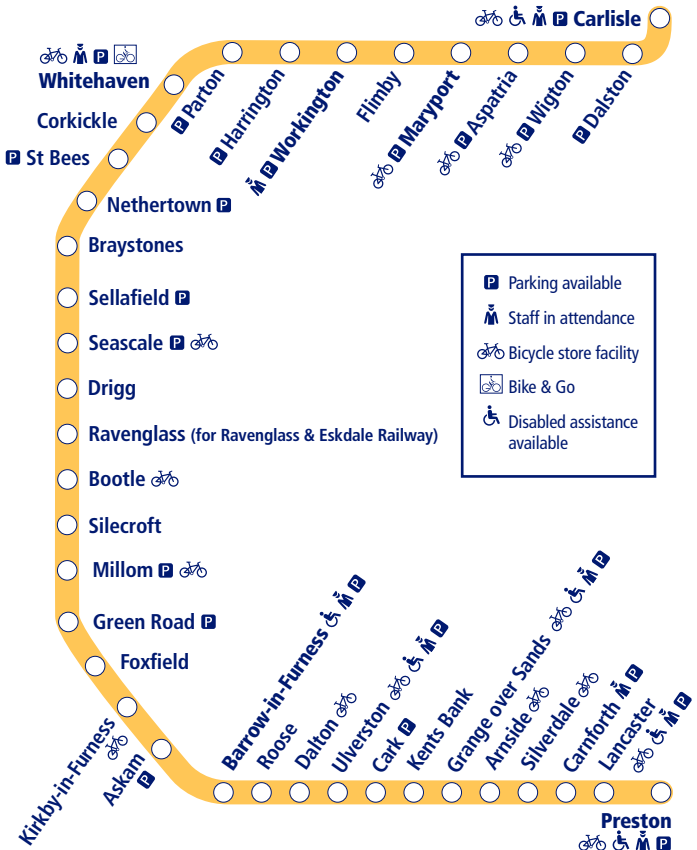 Carlisle
Dalston
Wigton
Aspatria
Maryport
Flimby
Workington
Harrington
Parton
Whitehaven
Corkickle
St Bees
Nethertown
Braystones
Sellafield
Seascale
Drigg
Ravenglass (for Ravenglass & Eskdale Railway)
Bootle
Silecroft
Millom
Green Road
Foxfield
Kirkby-in-Furness
Askam
Barrow-in-Furness
Roose
Dalton
Ulverston
Cark
Kents Bank
Grange over Sands
Arnside
Silverdale
Carnforth
Lancaster
Preston
P Parking available
Staff in attendance
Bicycle store facility
Bike & Go
Disabled assistance
available